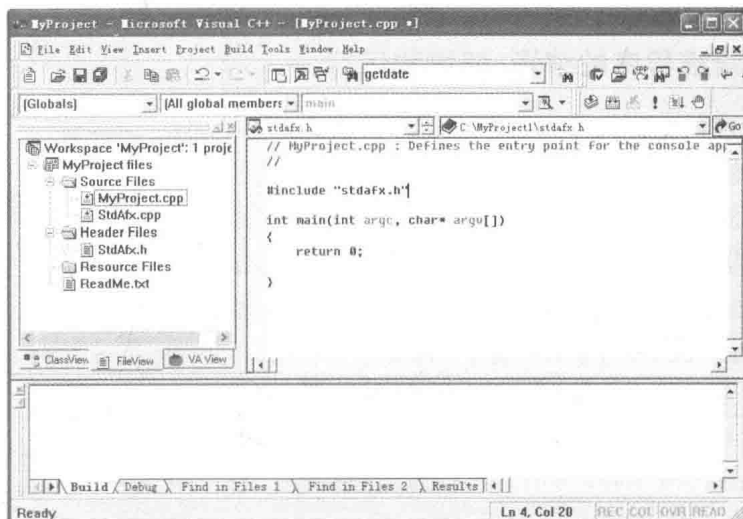 MyProject - Microsoft Visual C++ - [MyProject.cpp *]
File Edit View Insert Project Build Tools Window Help
getdate
(Globals) (All global members main
stdafx.h C:\MyProject1\stdafx.h Go
Workspace 'MyProject': 1 proje
MyProject files
Source Files
MyProject.cpp
StdAfx.cpp
Header Files
StdAfx.h
Resource Files
ReadMe.txt
ClassView FileView VA View
// MyProject.cpp : Defines the entry point for the console app
//
#include "stdafx.h"
int main(int argc, char* argv[])
{
return 0;
}
Build Debug Find in Files 1 Find in Files 2 Results
Ready Ln 4, Col 20 REC COL OVR READ